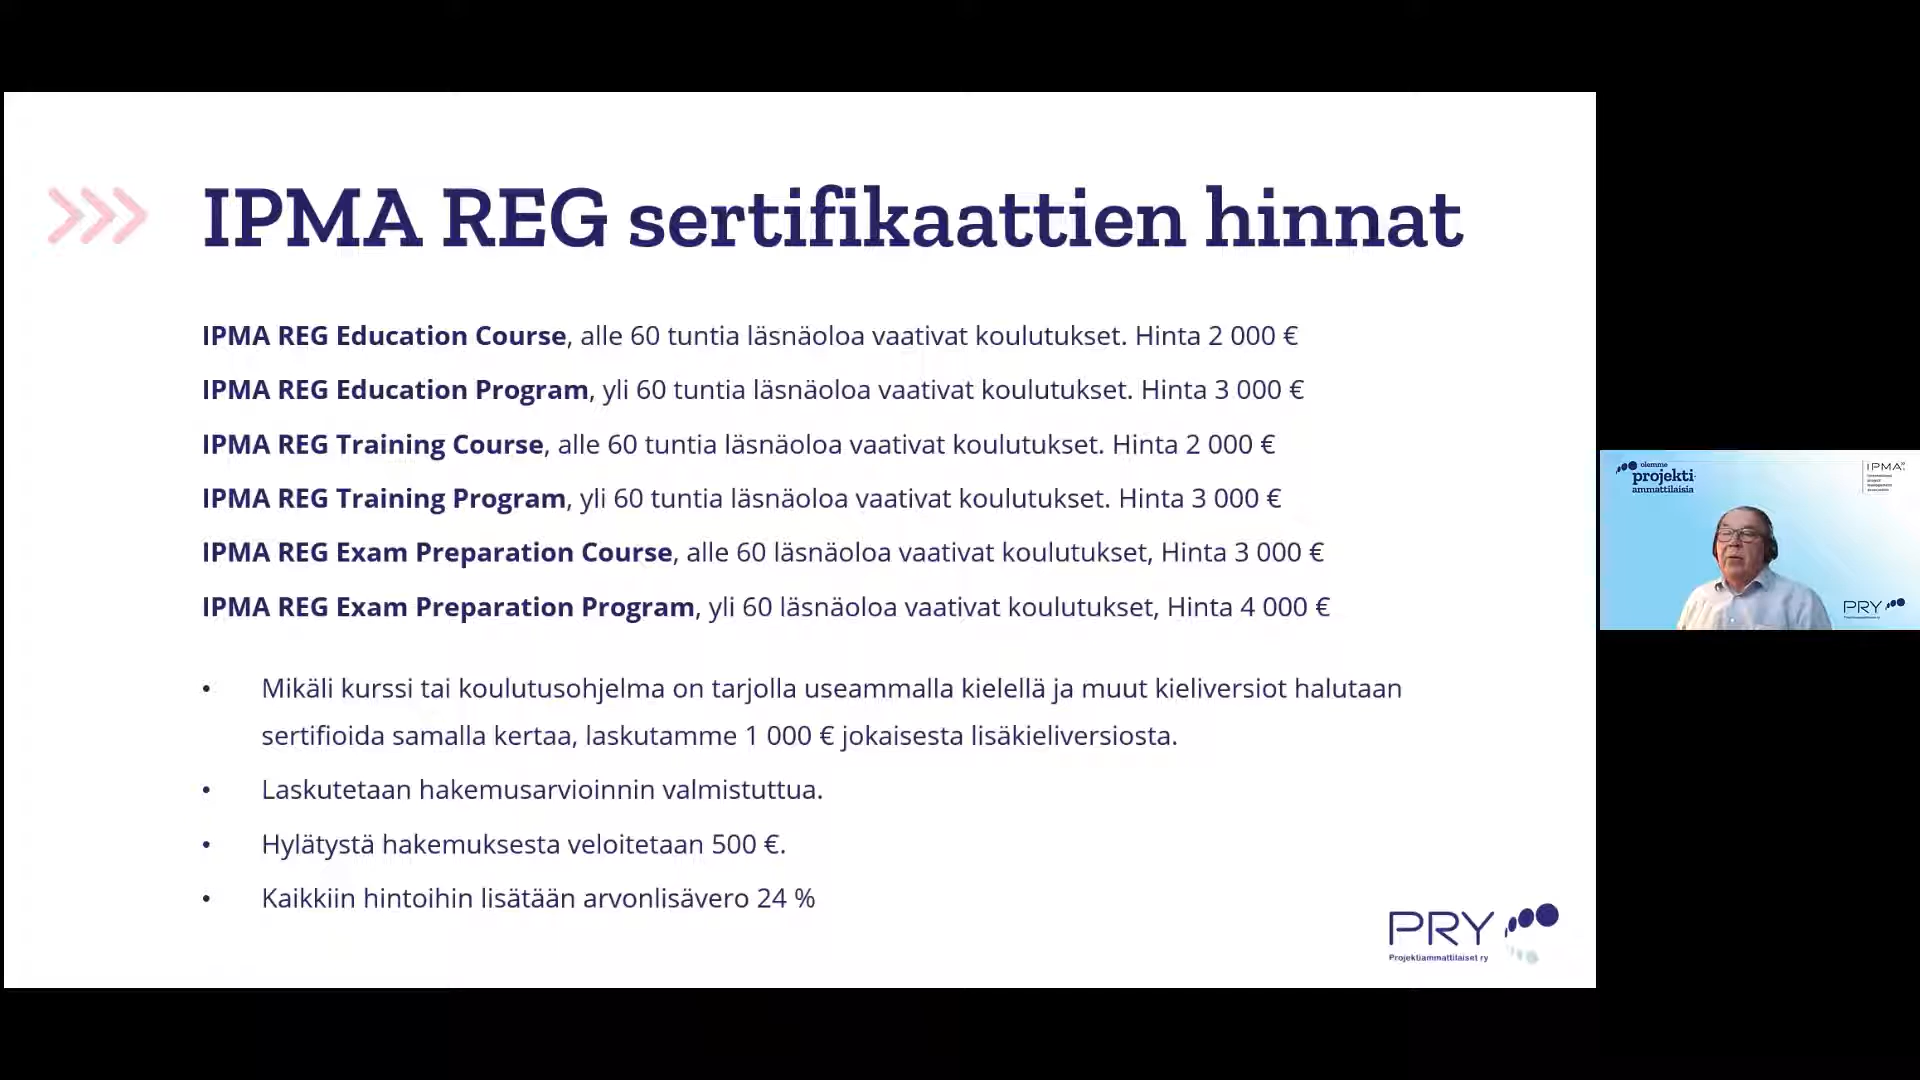 IPMA REG sertifikaattien hinnat
IPMA REG Education Course, alle 60 tuntia läsnäoloa vaativat koulutukset. Hinta 2 000 €
IPMA REG Education Program, yli 60 tuntia läsnäoloa vaativat koulutukset. Hinta 3 000 €
IPMA REG Training Course, alle 60 tuntia läsnäoloa vaativat koulutukset. Hinta 2 000 €
IPMA REG Training Program, yli 60 tuntia läsnäoloa vaativat koulutukset. Hinta 3 000 €
IPMA REG Exam Preparation Course, alle 60 läsnäoloa vaativat koulutukset, Hinta 3 000 €
IPMA REG Exam Preparation Program, yli 60 läsnäoloa vaativat koulutukset, Hinta 4 000 €
• Mikäli kurssi tai koulutusohjelma on tarjolla useammalla kielellä ja muut kieliversiot halutaan
sertifioida samalla kertaa, laskutamme 1 000 € jokaisesta lisäkieliversiosta.
• Laskutetaan hakemusarvioinnin valmistuttua.
• Hylätystä hakemuksesta veloitetaan 500 €.
• Kaikkiin hintoihin lisätään arvonlisävero 24 %
PRY
Projektiammattilaiset ry
olemme
projekti-
ammattilaisia
IPMA
PRY